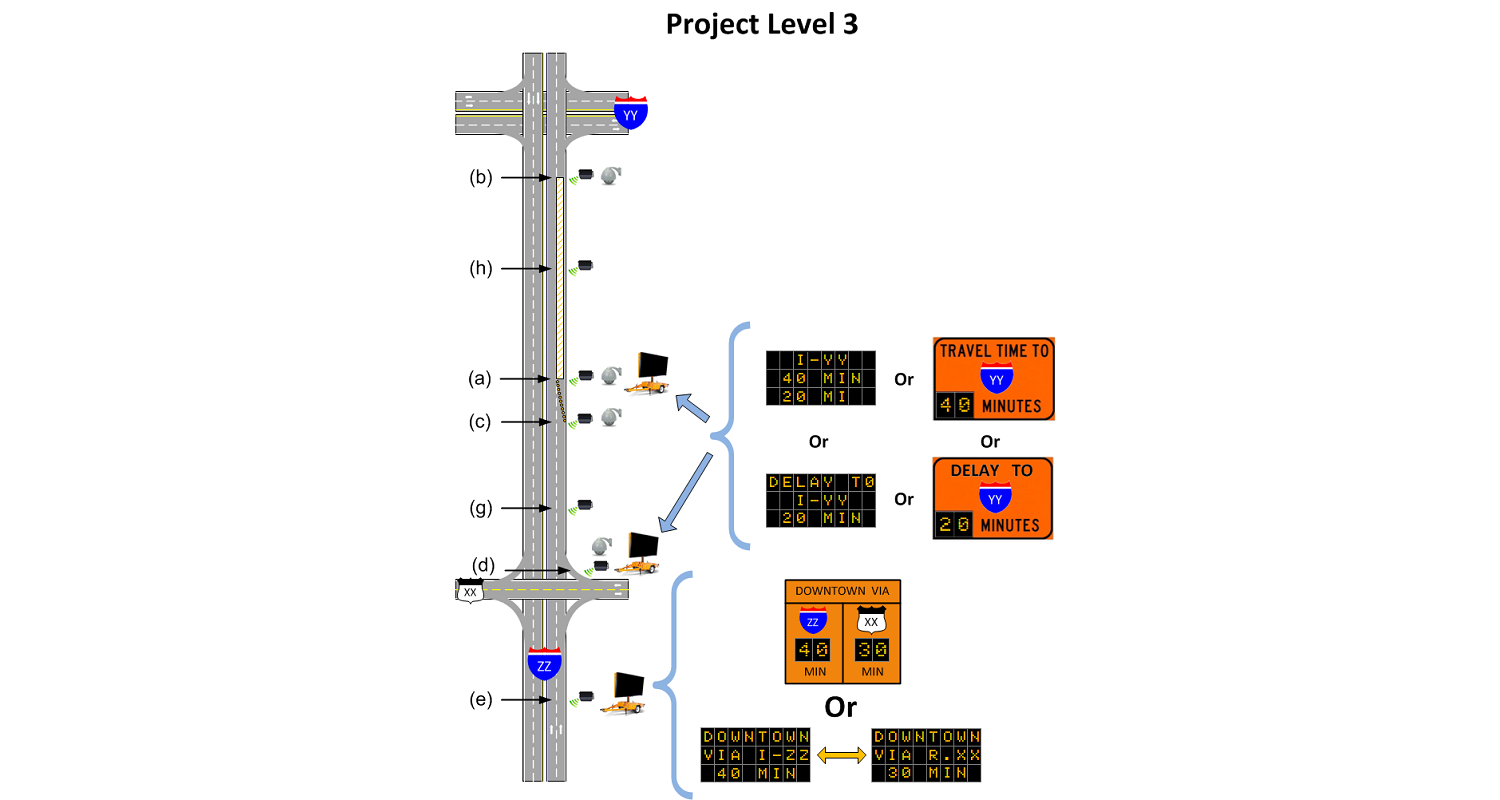 Project Level 3
YY
(b)
(h)
(a)
(c)
(g)
(d)
XX
ZZ
(e)
I-YY
40 MIN
20 MI
Or
TRAVEL TIME TO
YY
40 MINUTES
Or
Or
DELAY TO
I-YY
20 MIN
Or
DELAY TO
YY
20 MINUTES
DOWNTOWN VIA
ZZ XX
40 30
MIN MIN
Or
DOWNTOWN
VIA I-ZZ
40 MIN
DOWNTOWN
VIA R.XX
30 MIN